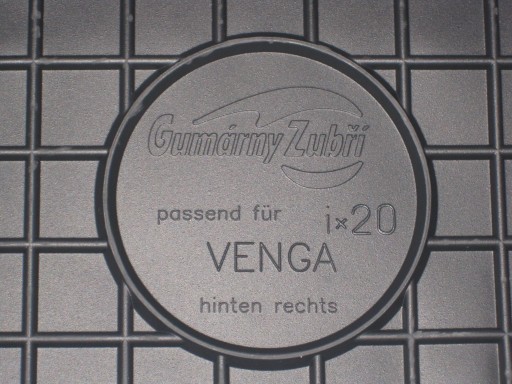 Gumárny Zubří
passend für ix20
VENGA
hinten rechts